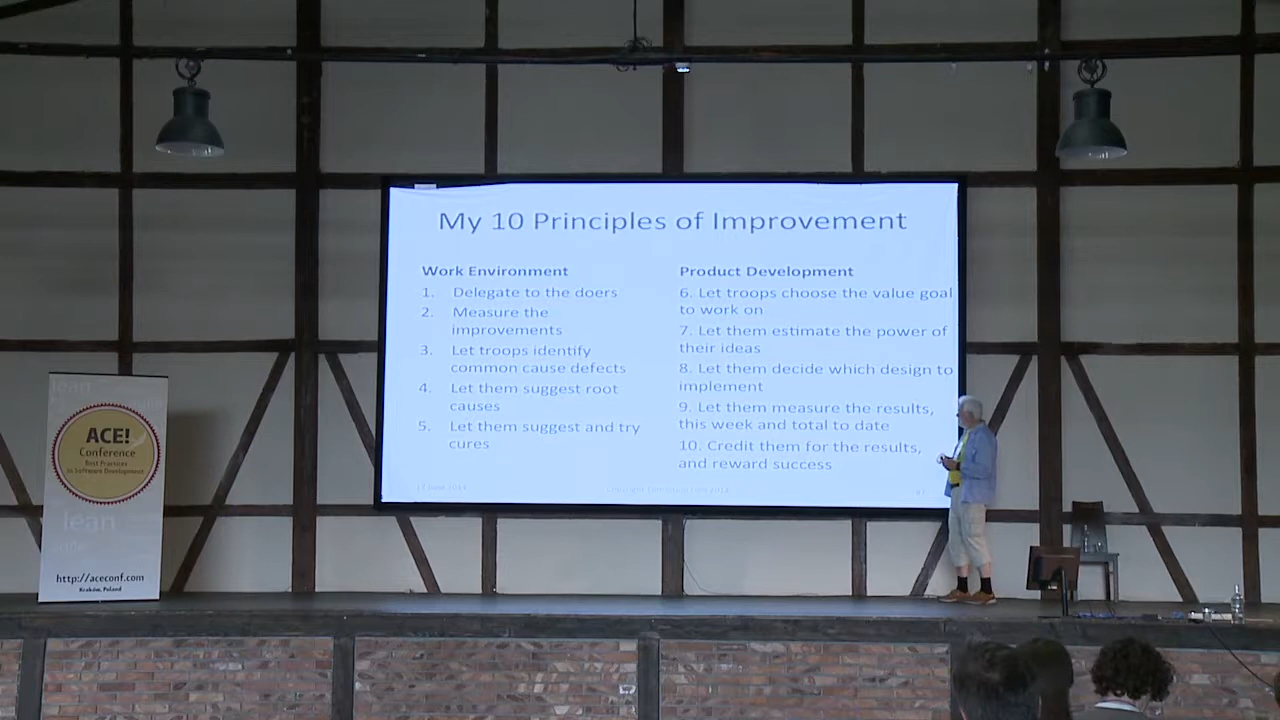 My 10 Principles of Improvement
Work Environment
1. Delegate to the doers
2. Measure the
improvements
3. Let troops identify
common cause defects
4. Let them suggest root
causes
5. Let them suggest and try
cures
Product Development
6. Let troops choose the value goal
to work on
7. Let them estimate the power of
their ideas
8. Let them decide which design to
implement
9. Let them measure the results,
this week and total to date
10. Credit them for the results,
and reward success
lean
ACE!
Conference
Best Practices
in Software Development
lean
http://aceconf.com
Kraków, Poland